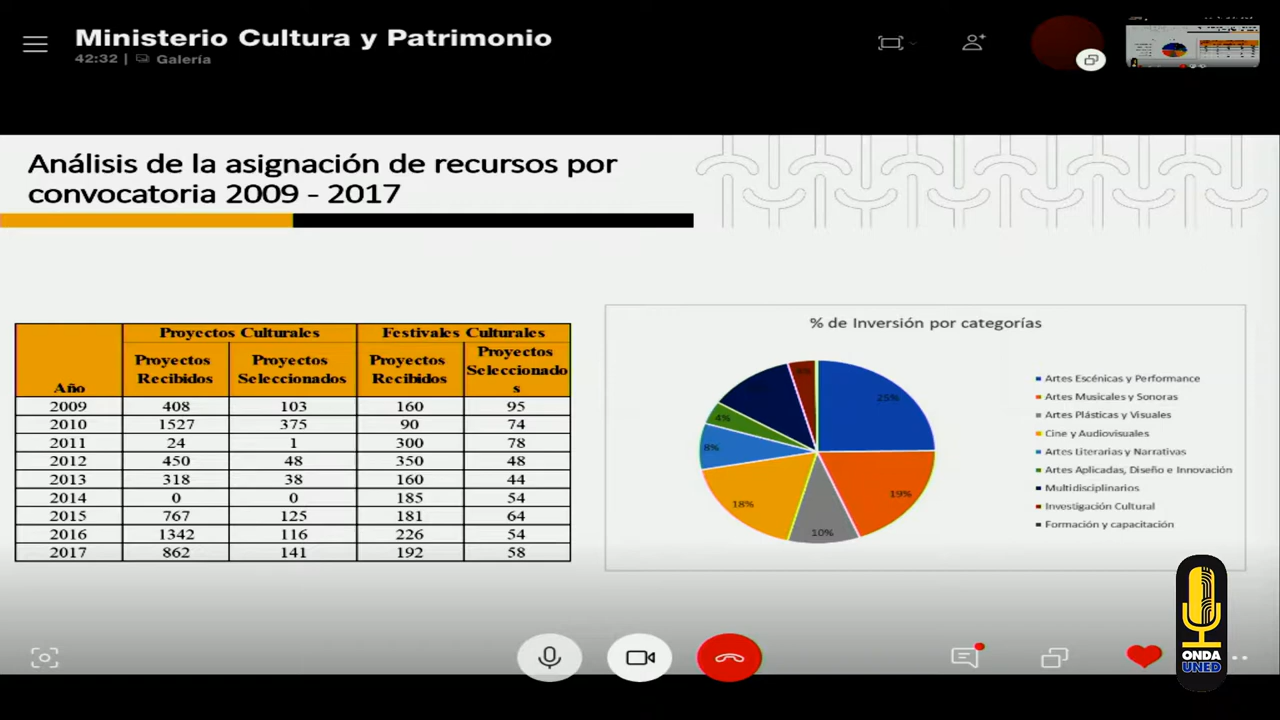 Ministerio Cultura y Patrimonio
42:32 | Galería
Análisis de la asignación de recursos por
convocatoria 2009 - 2017
Año
Proyectos Culturales
Festivales Culturales
Proyectos Recibidos
Proyectos Seleccionados
Proyectos Recibidos
Proyectos Seleccionados
2009 408 103 160 95
2010 1527 375 90 74
2011 24 1 300 78
2012 450 48 350 48
2013 318 38 160 44
2014 0 0 185 54
2015 767 125 181 64
2016 1342 116 226 54
2017 862 141 192 58
% de Inversión por categorías
25%
19%
10%
18%
8%
4%
Artes Escénicas y Performance
Artes Musicales y Sonoras
Artes Plásticas y Visuales
Cine y Audiovisuales
Artes Literarias y Narrativas
Artes Aplicadas, Diseño e Innovación
Multidisciplinarios
Investigación Cultural
Formación y capacitación
ONDA
UNED